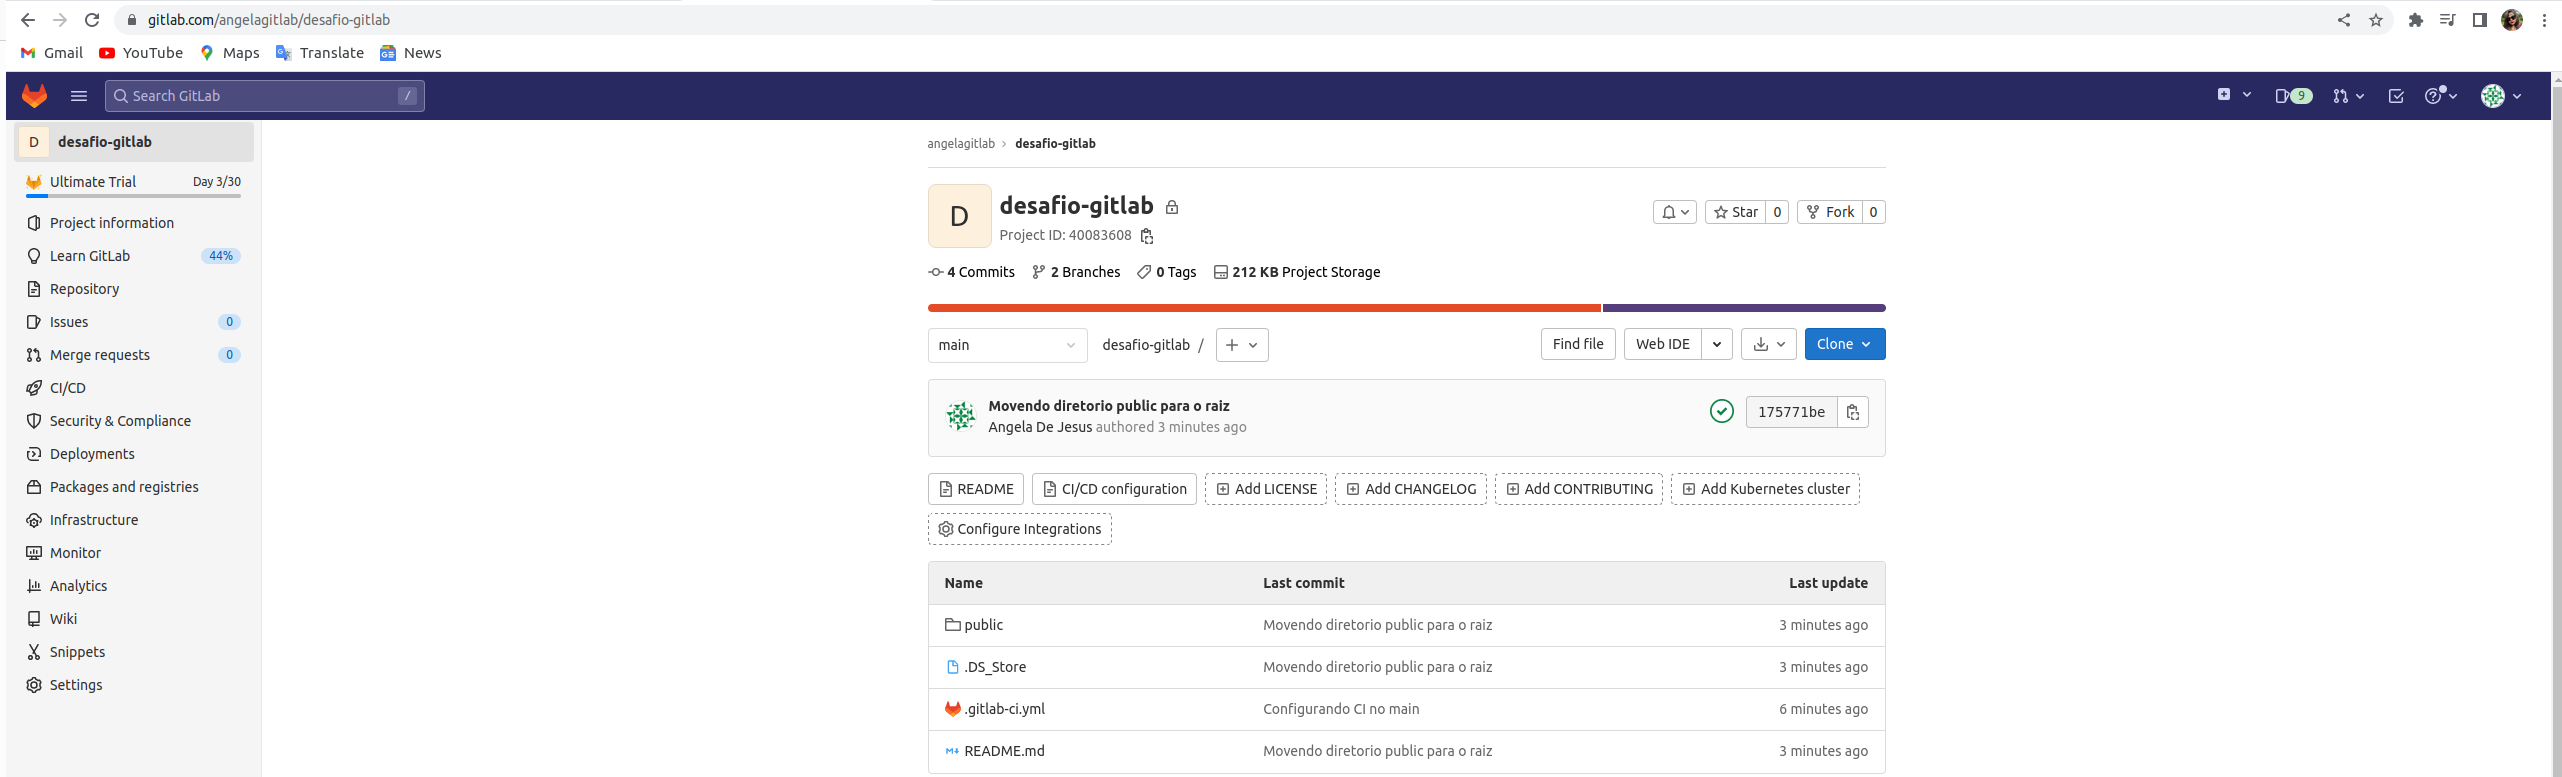 gitlab.com/angelagitlab/desafio-gitlab
Gmail YouTube Maps Translate News
Search GitLab / 9
D desafio-gitlab
Ultimate Trial Day 3/30
Project information
Learn GitLab 44%
Repository
Issues 0
Merge requests 0
CI/CD
Security & Compliance
Deployments
Packages and registries
Infrastructure
Monitor
Analytics
Wiki
Snippets
Settings
angelagitlab › desafio-gitlab
D desafio-gitlab
Project ID: 40083608
Star 0 Fork 0
4 Commits 2 Branches 0 Tags 212 KB Project Storage
main desafio-gitlab / + Find file Web IDE Clone
Movendo diretorio public para o raiz
Angela De Jesus authored 3 minutes ago
175771be
README CI/CD configuration Add LICENSE Add CHANGELOG Add CONTRIBUTING Add Kubernetes cluster
Configure Integrations
Name Last commit Last update
public Movendo diretorio public para o raiz 3 minutes ago
.DS_Store Movendo diretorio public para o raiz 3 minutes ago
.gitlab-ci.yml Configurando CI no main 6 minutes ago
README.md Movendo diretorio public para o raiz 3 minutes ago